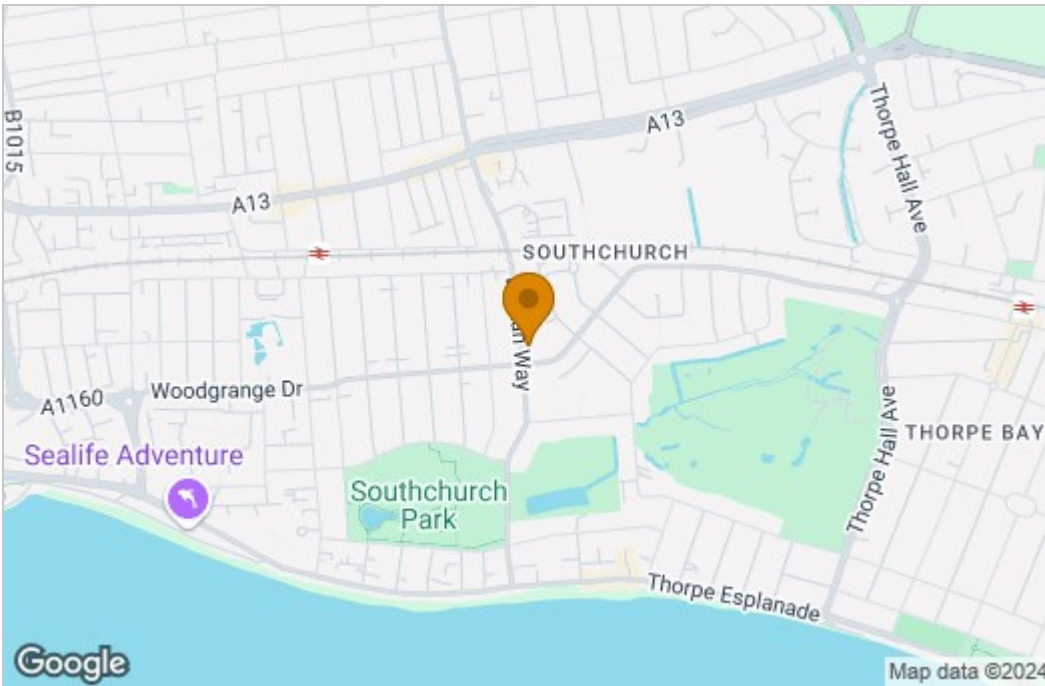 B1015
A13
A13
Thorpe Hall Ave
SOUTHCHURCH
Way
Woodgrange Dr
A1160
Sealife Adventure
Southchurch
Park
Thorpe Hall Ave
THORPE BAY
Thorpe Esplanade
Google
Map data ©2024